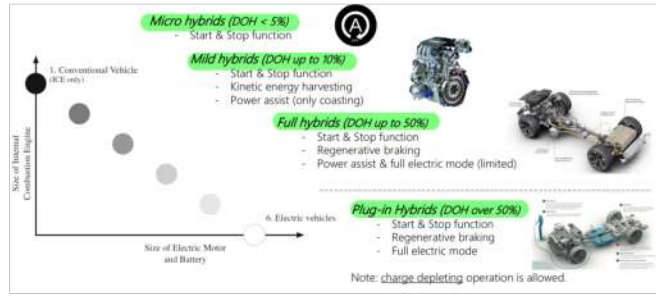 Micro hybrids (DOH < 5%)
- Start & Stop function
A
Mild hybrids (DOH up to 10%)
- Start & Stop function
- Kinetic energy harvesting
- Power assist (only coasting)
1. Conventional Vehicle
(ICE only)
Full hybrids (DOH up to 50%)
- Start & Stop function
- Regenerative braking
- Power assist & full electric mode (limited)
Size of Internal
Combustion Engine
Plug-in Hybrids (DOH over 50%)
- Start & Stop function
- Regenerative braking
- Full electric mode
6. Electric vehicles
Size of Electric Motor
and Battery
Note: charge depleting operation is allowed.